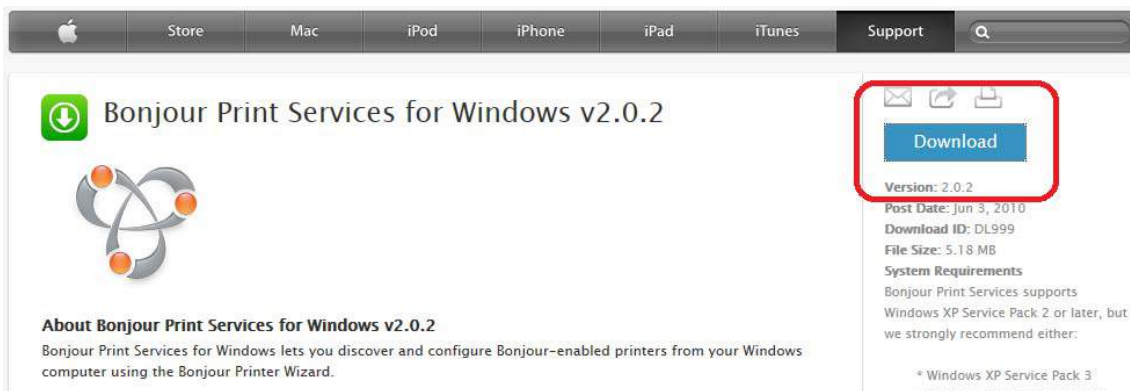 Store Mac iPod iPhone iPad iTunes Support
Bonjour Print Services for Windows v2.0.2
Download
Version: 2.0.2
Post Date: Jun 3, 2010
Download ID: DL999
File Size: 5.18 MB
System Requirements
Bonjour Print Services supports
Windows XP Service Pack 2 or later, but
we strongly recommend either:
* Windows XP Service Pack 3
About Bonjour Print Services for Windows v2.0.2
Bonjour Print Services for Windows lets you discover and configure Bonjour-enabled printers from your Windows
computer using the Bonjour Printer Wizard.